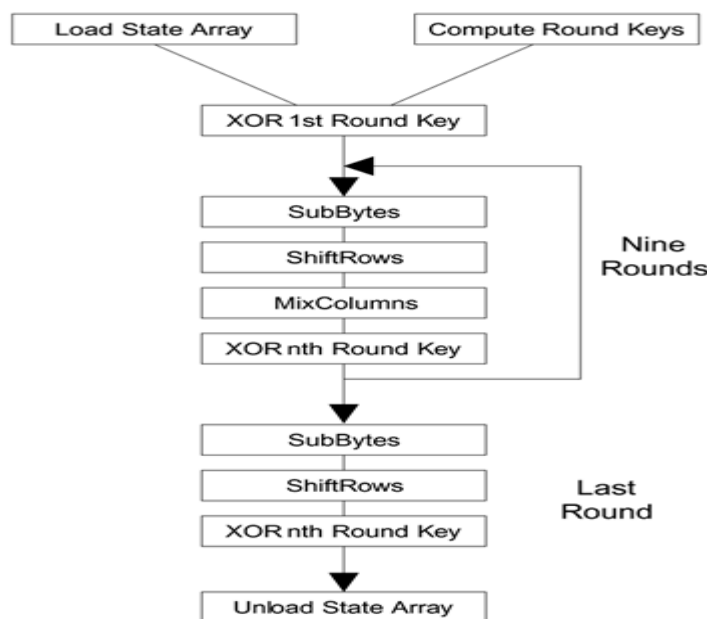 Load State Array
Compute Round Keys
XOR 1st Round Key
SubBytes
ShiftRows
MixColumns
XOR nth Round Key
Nine
Rounds
SubBytes
ShiftRows
XOR nth Round Key
Last
Round
Unload State Array